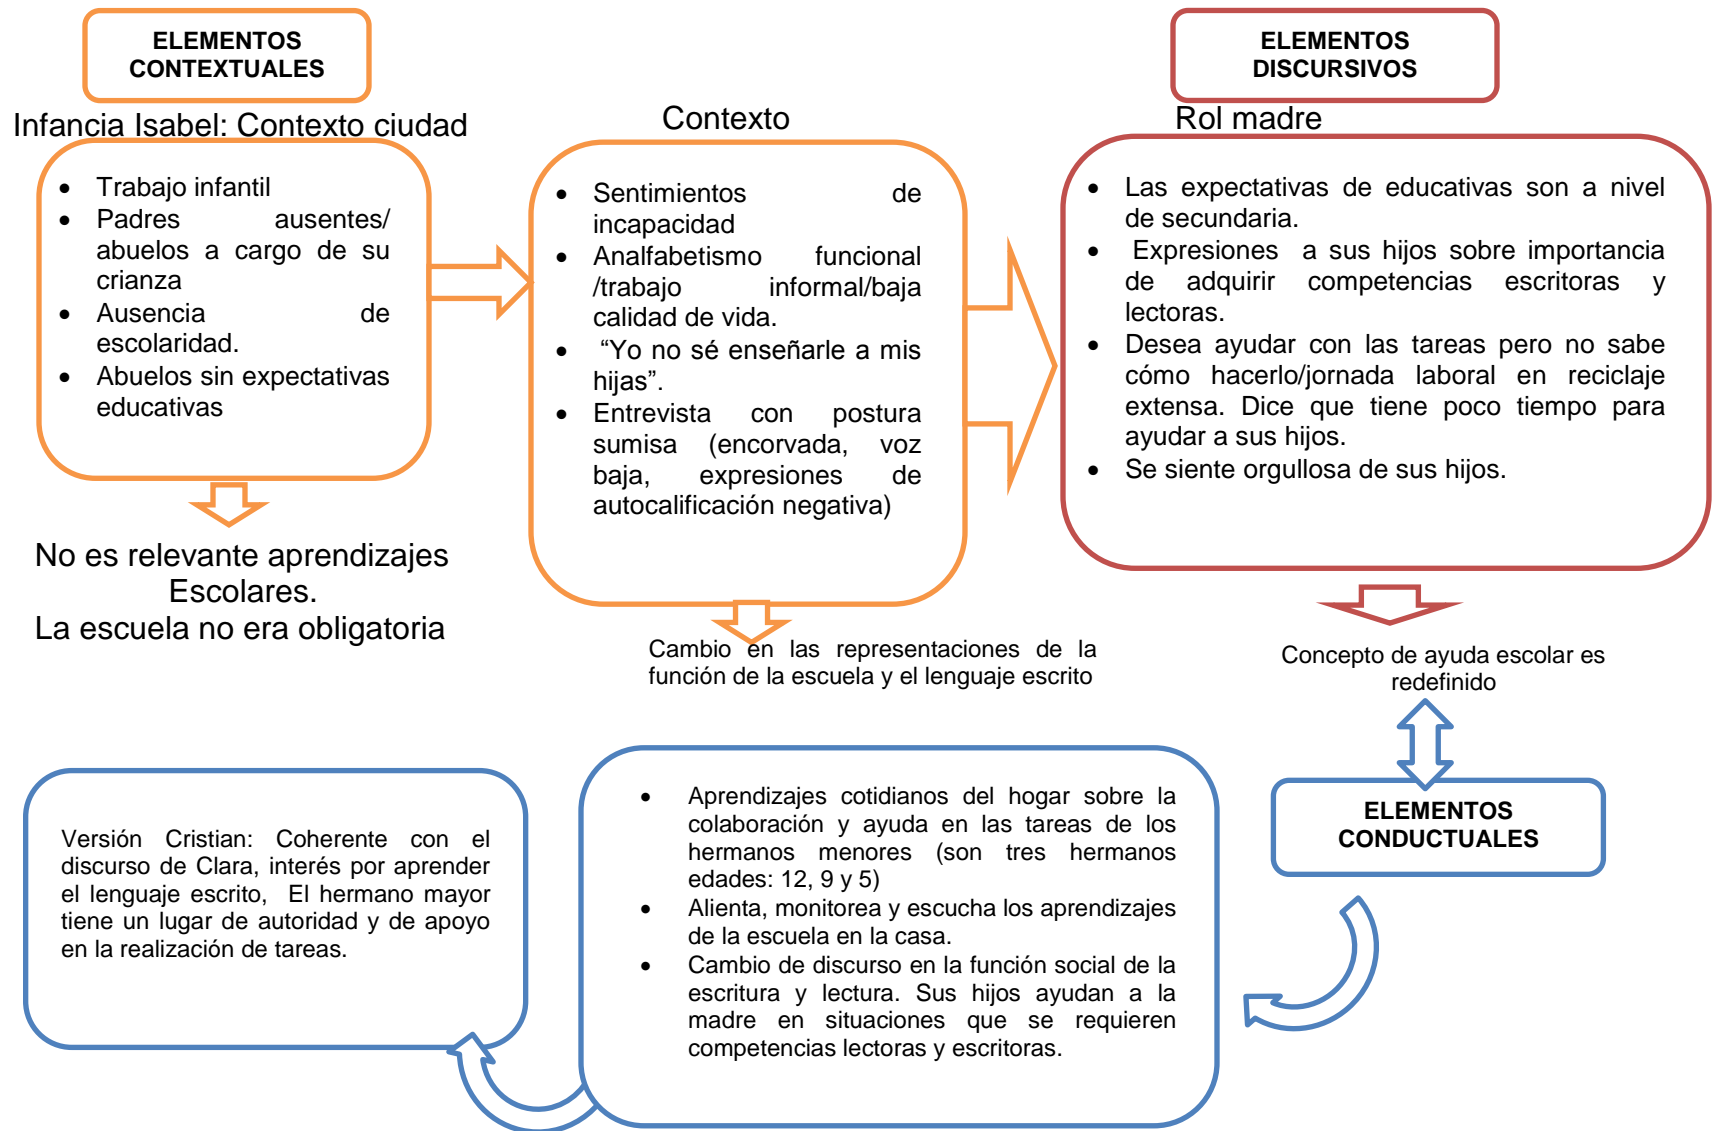 ELEMENTOS
CONTEXTUALES
Infancia Isabel: Contexto ciudad
• Trabajo infantil
• Padres ausentes/
abuelos a cargo de su
crianza
• Ausencia de
escolaridad.
• Abuelos sin expectativas
educativas
No es relevante aprendizajes
Escolares.
La escuela no era obligatoria
Contexto
• Sentimientos de
incapacidad
• Analfabetismo funcional
/trabajo informal/baja
calidad de vida.
• “Yo no sé enseñarle a mis
hijas”.
• Entrevista con postura
sumisa (encorvada, voz
baja, expresiones de
autocalificación negativa)
Cambio en las representaciones de la
función de la escuela y el lenguaje escrito
ELEMENTOS
DISCURSIVOS
Rol madre
• Las expectativas de educativas son a nivel
de secundaria.
• Expresiones a sus hijos sobre importancia
de adquirir competencias escritoras y
lectoras.
• Desea ayudar con las tareas pero no sabe
cómo hacerlo/jornada laboral en reciclaje
extensa. Dice que tiene poco tiempo para
ayudar a sus hijos.
• Se siente orgullosa de sus hijos.
Concepto de ayuda escolar es
redefinido
ELEMENTOS
CONDUCTUALES
• Aprendizajes cotidianos del hogar sobre la
colaboración y ayuda en las tareas de los
hermanos menores (son tres hermanos
edades: 12, 9 y 5)
• Alienta, monitorea y escucha los aprendizajes
de la escuela en la casa.
• Cambio de discurso en la función social de la
escritura y lectura. Sus hijos ayudan a la
madre en situaciones que se requieren
competencias lectoras y escritoras.
Versión Cristian: Coherente con el
discurso de Clara, interés por aprender
el lenguaje escrito, El hermano mayor
tiene un lugar de autoridad y de apoyo
en la realización de tareas.